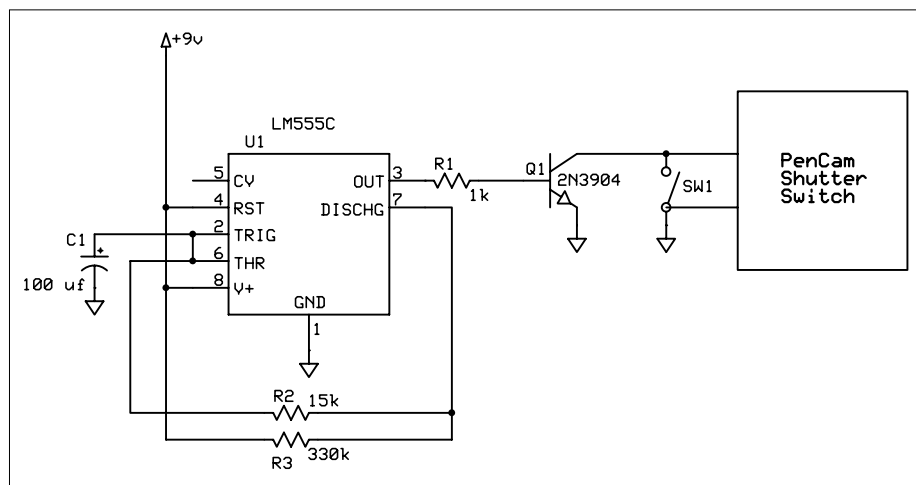 +9v
LM555C
U1
5
CV
4
RST
2
TRIG
6
THR
8
V+
OUT
3
DISCHG
7
GND
1
C1
+
100 uf
R1
1k
Q1
2N3904
SW1
PenCam
Shutter
Switch
R2
15k
R3
330k